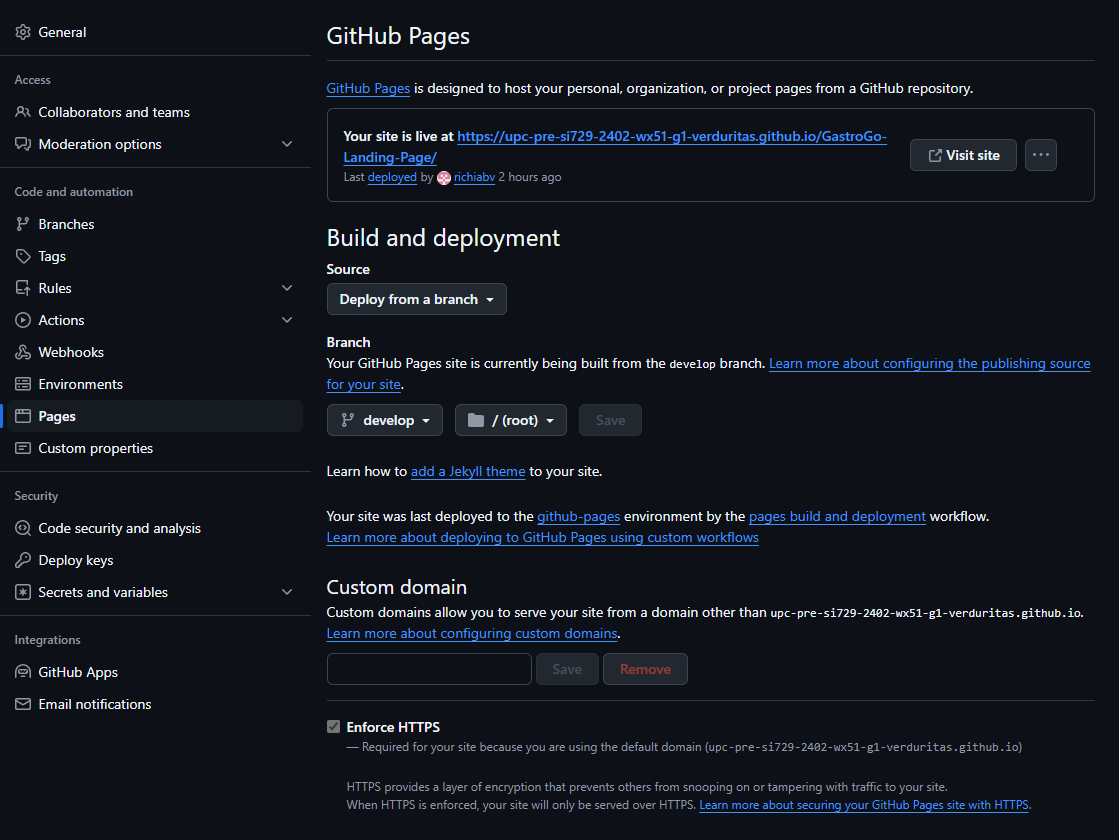 General
Access
Collaborators and teams
Moderation options
Code and automation
Branches
Tags
Rules
Actions
Webhooks
Environments
Pages
Custom properties
Security
Code security and analysis
Deploy keys
Secrets and variables
Integrations
GitHub Apps
Email notifications
GitHub Pages
GitHub Pages is designed to host your personal, organization, or project pages from a GitHub repository.
Your site is live at https://upc-pre-si729-2402-wx51-g1-verduritas.github.io/GastroGo-
Landing-Page/
Last deployed by richiabv 2 hours ago
Visit site
Build and deployment
Source
Deploy from a branch
Branch
Your GitHub Pages site is currently being built from the develop branch. Learn more about configuring the publishing source
for your site.
develop / (root) Save
Learn how to add a Jekyll theme to your site.
Your site was last deployed to the github-pages environment by the pages build and deployment workflow.
Learn more about deploying to GitHub Pages using custom workflows
Custom domain
Custom domains allow you to serve your site from a domain other than upc-pre-si729-2402-wx51-g1-verduritas.github.io.
Learn more about configuring custom domains.
Save Remove
Enforce HTTPS
— Required for your site because you are using the default domain (upc-pre-si729-2402-wx51-g1-verduritas.github.io)
HTTPS provides a layer of encryption that prevents others from snooping on or tampering with traffic to your site.
When HTTPS is enforced, your site will only be served over HTTPS. Learn more about securing your GitHub Pages site with HTTPS.